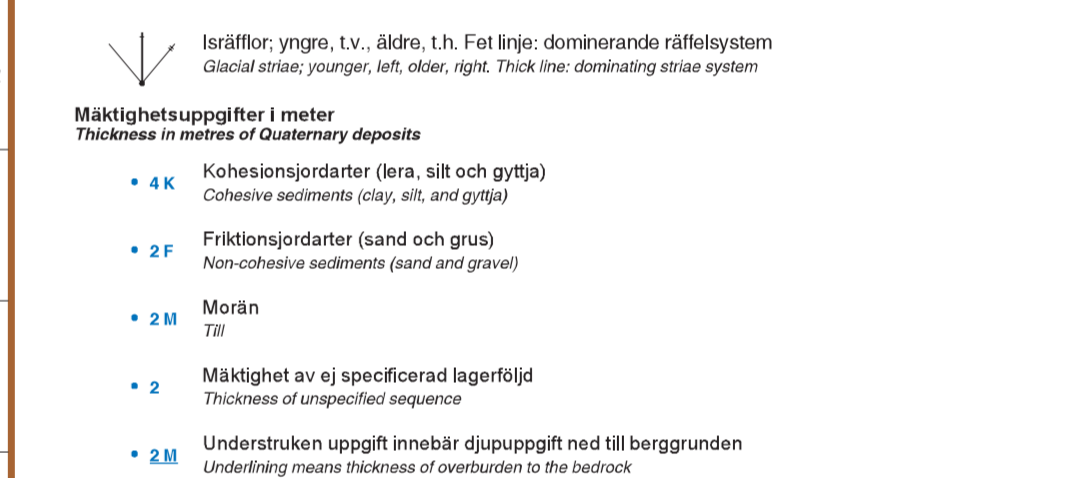 Isräfflor; yngre, t.v., äldre, t.h. Fet linje: dominerande räffelsystem
Glacial striae; younger, left, older, right. Thick line: dominating striae system
Mäktighetsuppgifter i meter
Thickness in metres of Quaternary deposits
4 K
Kohesionsjordarter (lera, silt och gyttja)
Cohesive sediments (clay, silt, and gyttja)
2 F
Friktionsjordarter (sand och grus)
Non-cohesive sediments (sand and gravel)
2 M
Morän
Till
2
Mäktighet av ej specificerad lagerföljd
Thickness of unspecified sequence
2 M
Understruken uppgift innebär djupuppgift ned till berggrunden
Underlining means thickness of overburden to the bedrock